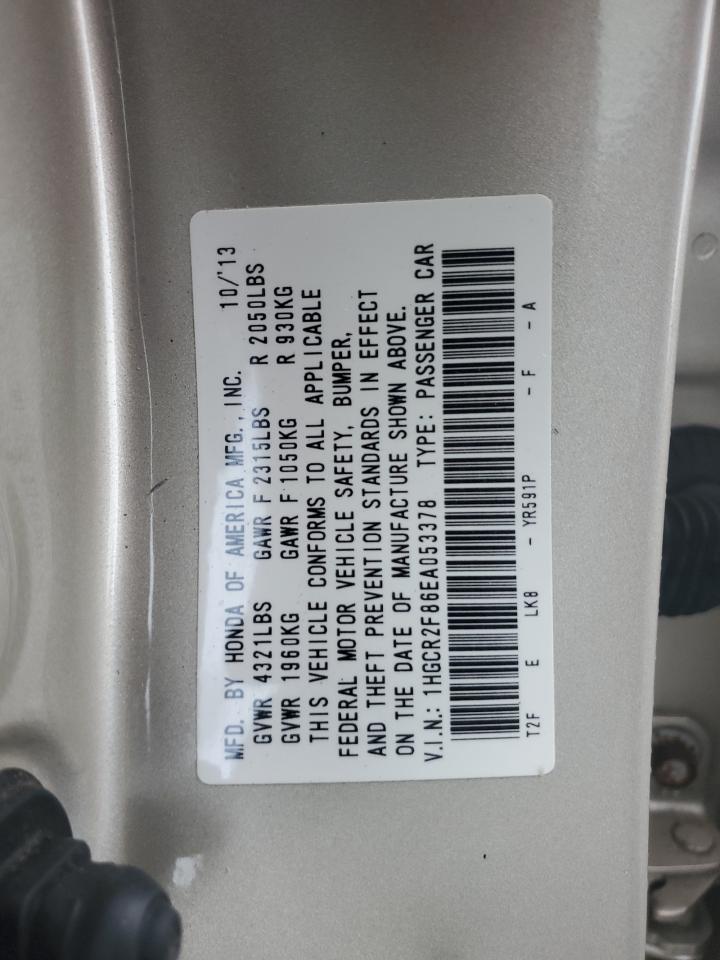 MFD. BY HONDA OF AMERICA MFG., INC. 10/'13
GVWR 4321LBS GAWR F 2315LBS R 2050LBS
GVWR 1960KG GAWR F 1050KG R 930KG
THIS VEHICLE CONFORMS TO ALL APPLICABLE
FEDERAL MOTOR VEHICLE SAFETY, BUMPER,
AND THEFT PREVENTION STANDARDS IN EFFECT
ON THE DATE OF MANUFACTURE SHOWN ABOVE.
V.I.N.: 1HGCR2F86EA053378 TYPE: PASSENGER CAR
T2F E LK8 - YR591P - F - A